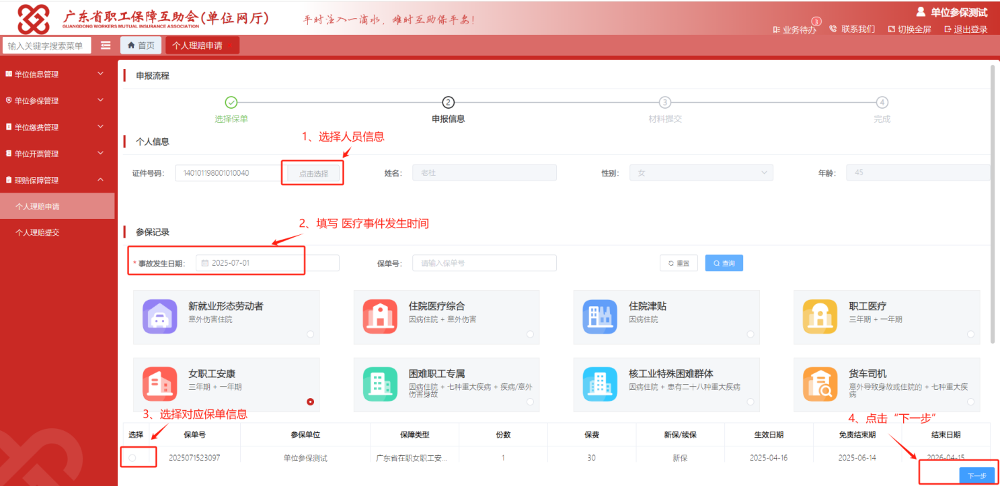 广东省职工保障互助会(单位网厅)
GUANGDONG WORKERS MUTUAL INSURANCE ASSOCIATION
平时注入一滴水，难时互助保平安！
单位参保测试
业务待办 3 联系我们 切换全屏 退出登录
输入关键字搜索菜单 首页 个人理赔申请
单位信息管理
单位参保管理
单位缴费管理
单位开票管理
理赔保障管理
个人理赔申请
个人理赔提交
申报流程
2 3 4
选择保单 申报信息 材料提交 完成
1、选择人员信息
个人信息
证件号码: 140101198001010040 点击选择 姓名: 老杜 性别: 女 年龄: 45
2、填写 医疗事件发生时间
参保记录
* 事故发生日期: 2025-07-01 保单号: 请输入保单号 重置 查询
新就业形态劳动者
意外伤害住院
住院医疗综合
因病住院 + 意外伤害
住院津贴
因病住院
职工医疗
三年期 + 一年期
女职工安康
三年期 + 一年期
困难职工专属
因病住院 + 七种重大疾病 + 疾病/意外
伤害身故
核工业特殊困难群体
因病住院 + 患有二十八种重大疾病
货车司机
意外导致身故或住院的 + 七种重大疾
病
3、选择对应保单信息
4、点击“下一步”
选择 保单号 参保单位 保障类型 份数 保费 新保/续保 生效日期 免责结束期 结束日期
2025071523097 单位参保测试 广东省在职女职工安... 1 30 新保 2025-04-16 2025-06-14 2026-04-15
下一步